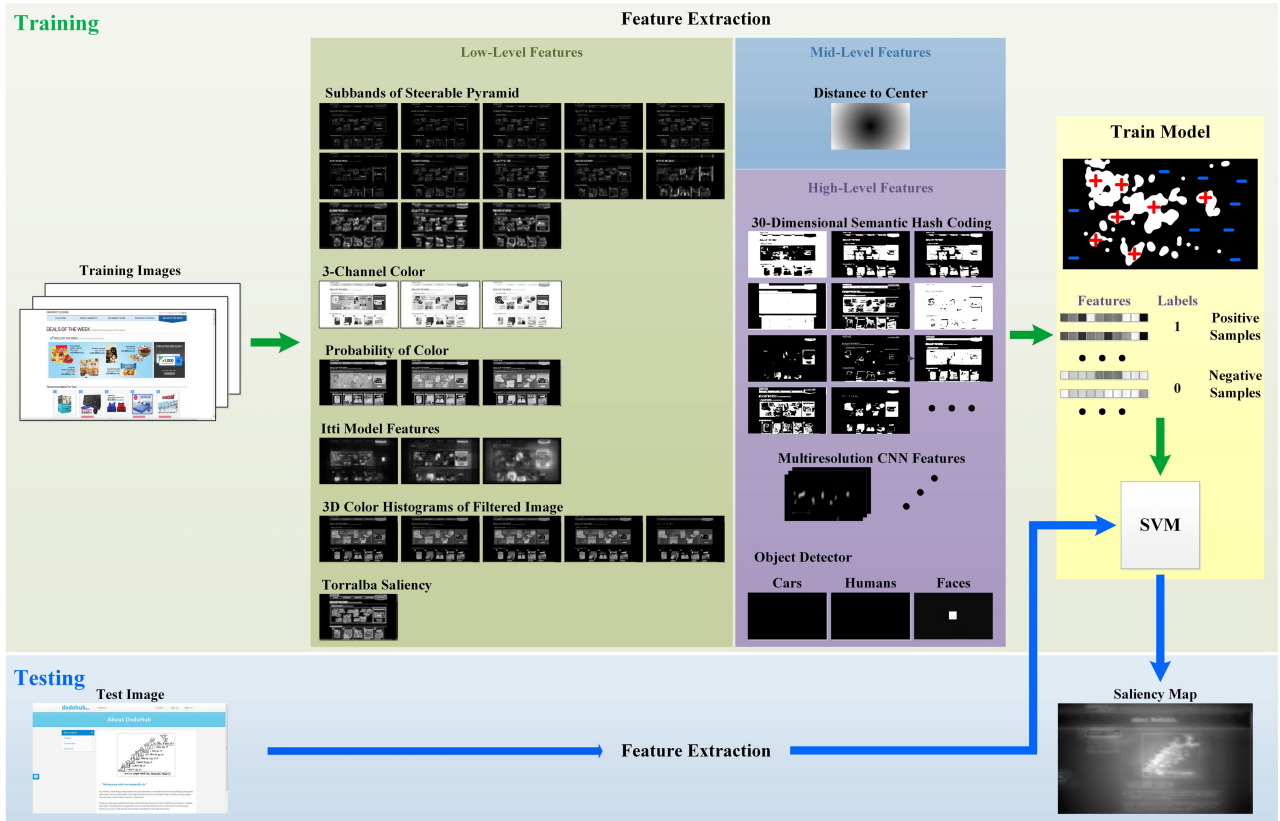 Training
Feature Extraction
Low-Level Features
Subbands of Steerable Pyramid
3-Channel Color
Probability of Color
Itti Model Features
3D Color Histograms of Filtered Image
Torralba Saliency
Mid-Level Features
Distance to Center
High-Level Features
30-Dimensional Semantic Hash Coding
Multiresolution CNN Features
Object Detector
Cars Humans Faces
Training Images
DEALS OF THE WEEK
Train Model
Features Labels
1 Positive Samples
0 Negative Samples
SVM
Testing
Test Image
dodohub
About DodoHub
Feature Extraction
Saliency Map